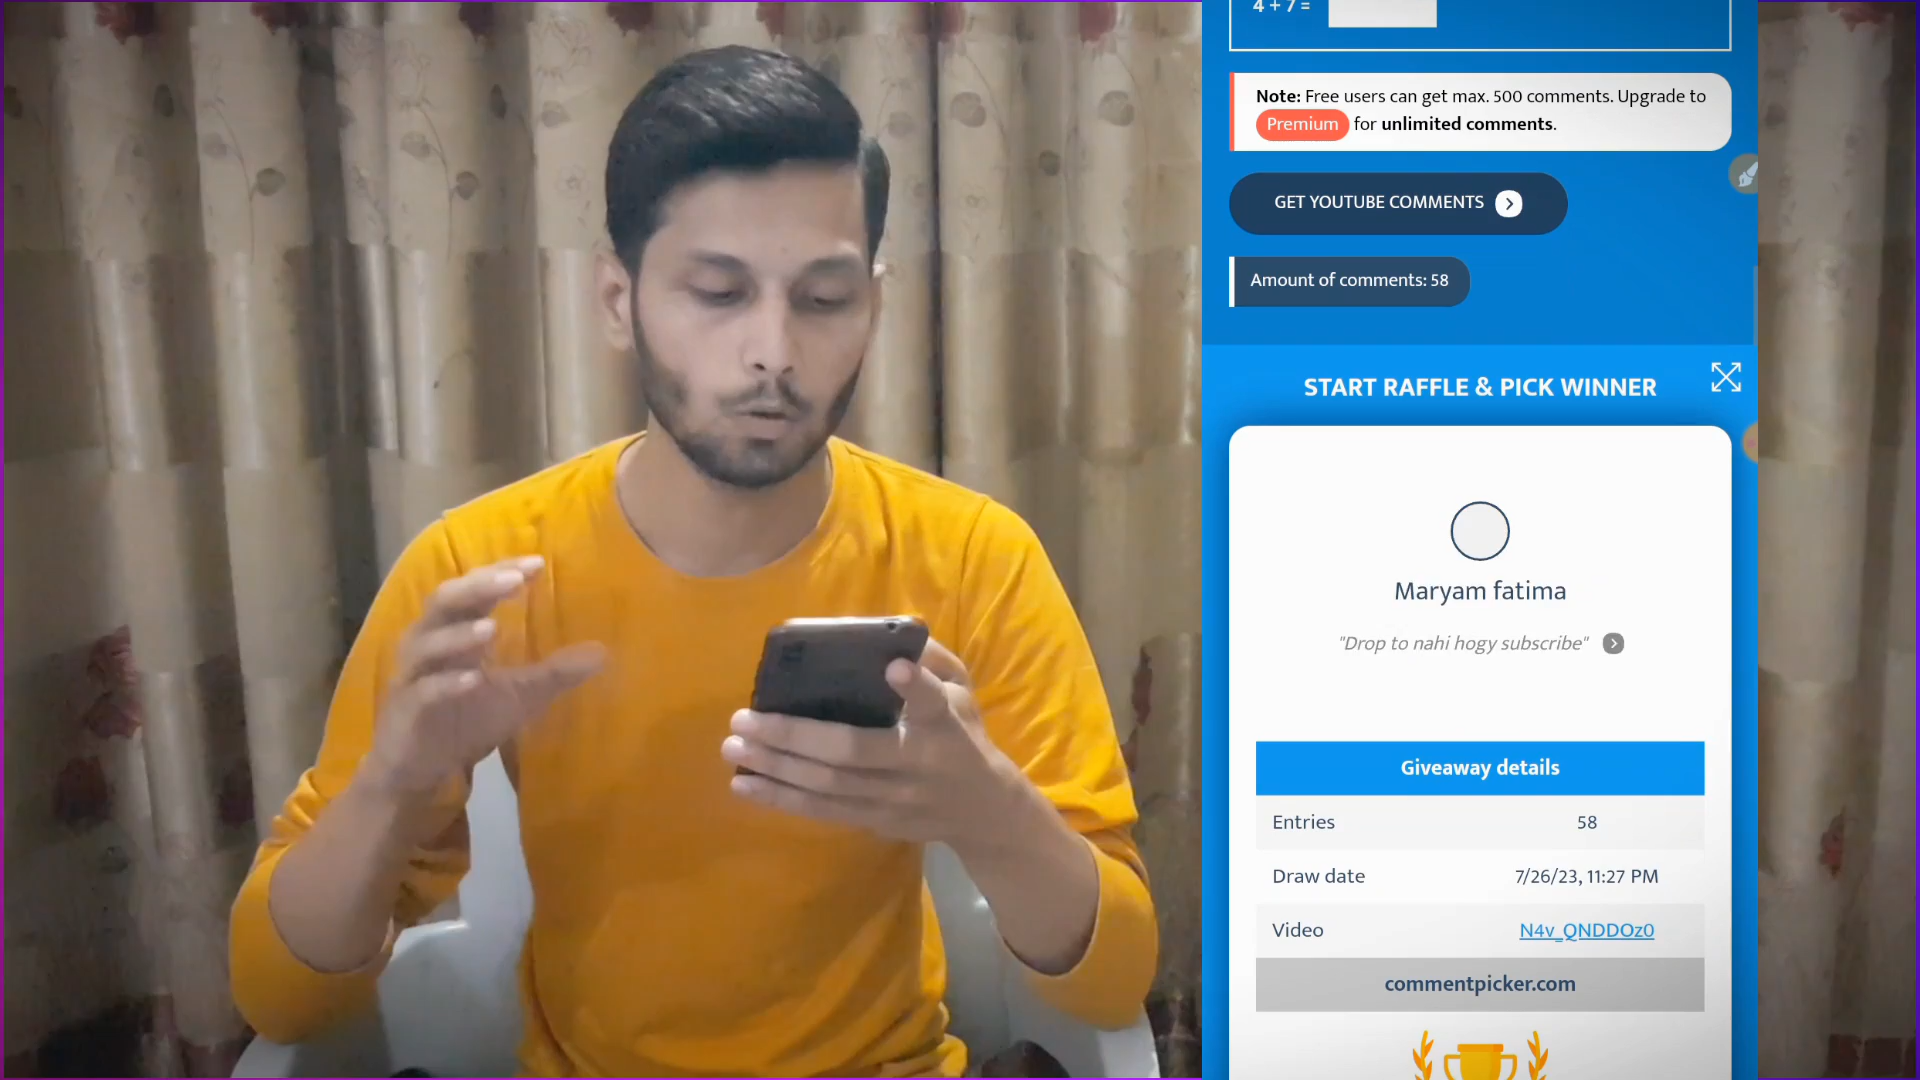 4 + 7 =
Note: Free users can get max. 500 comments. Upgrade to
Premium for unlimited comments.
GET YOUTUBE COMMENTS
Amount of comments: 58
START RAFFLE & PICK WINNER
Maryam fatima
"Drop to nahi hogy subscribe"
Giveaway details
Entries 58
Draw date 7/26/23, 11:27 PM
Video N4v_QNDDOz0
commentpicker.com